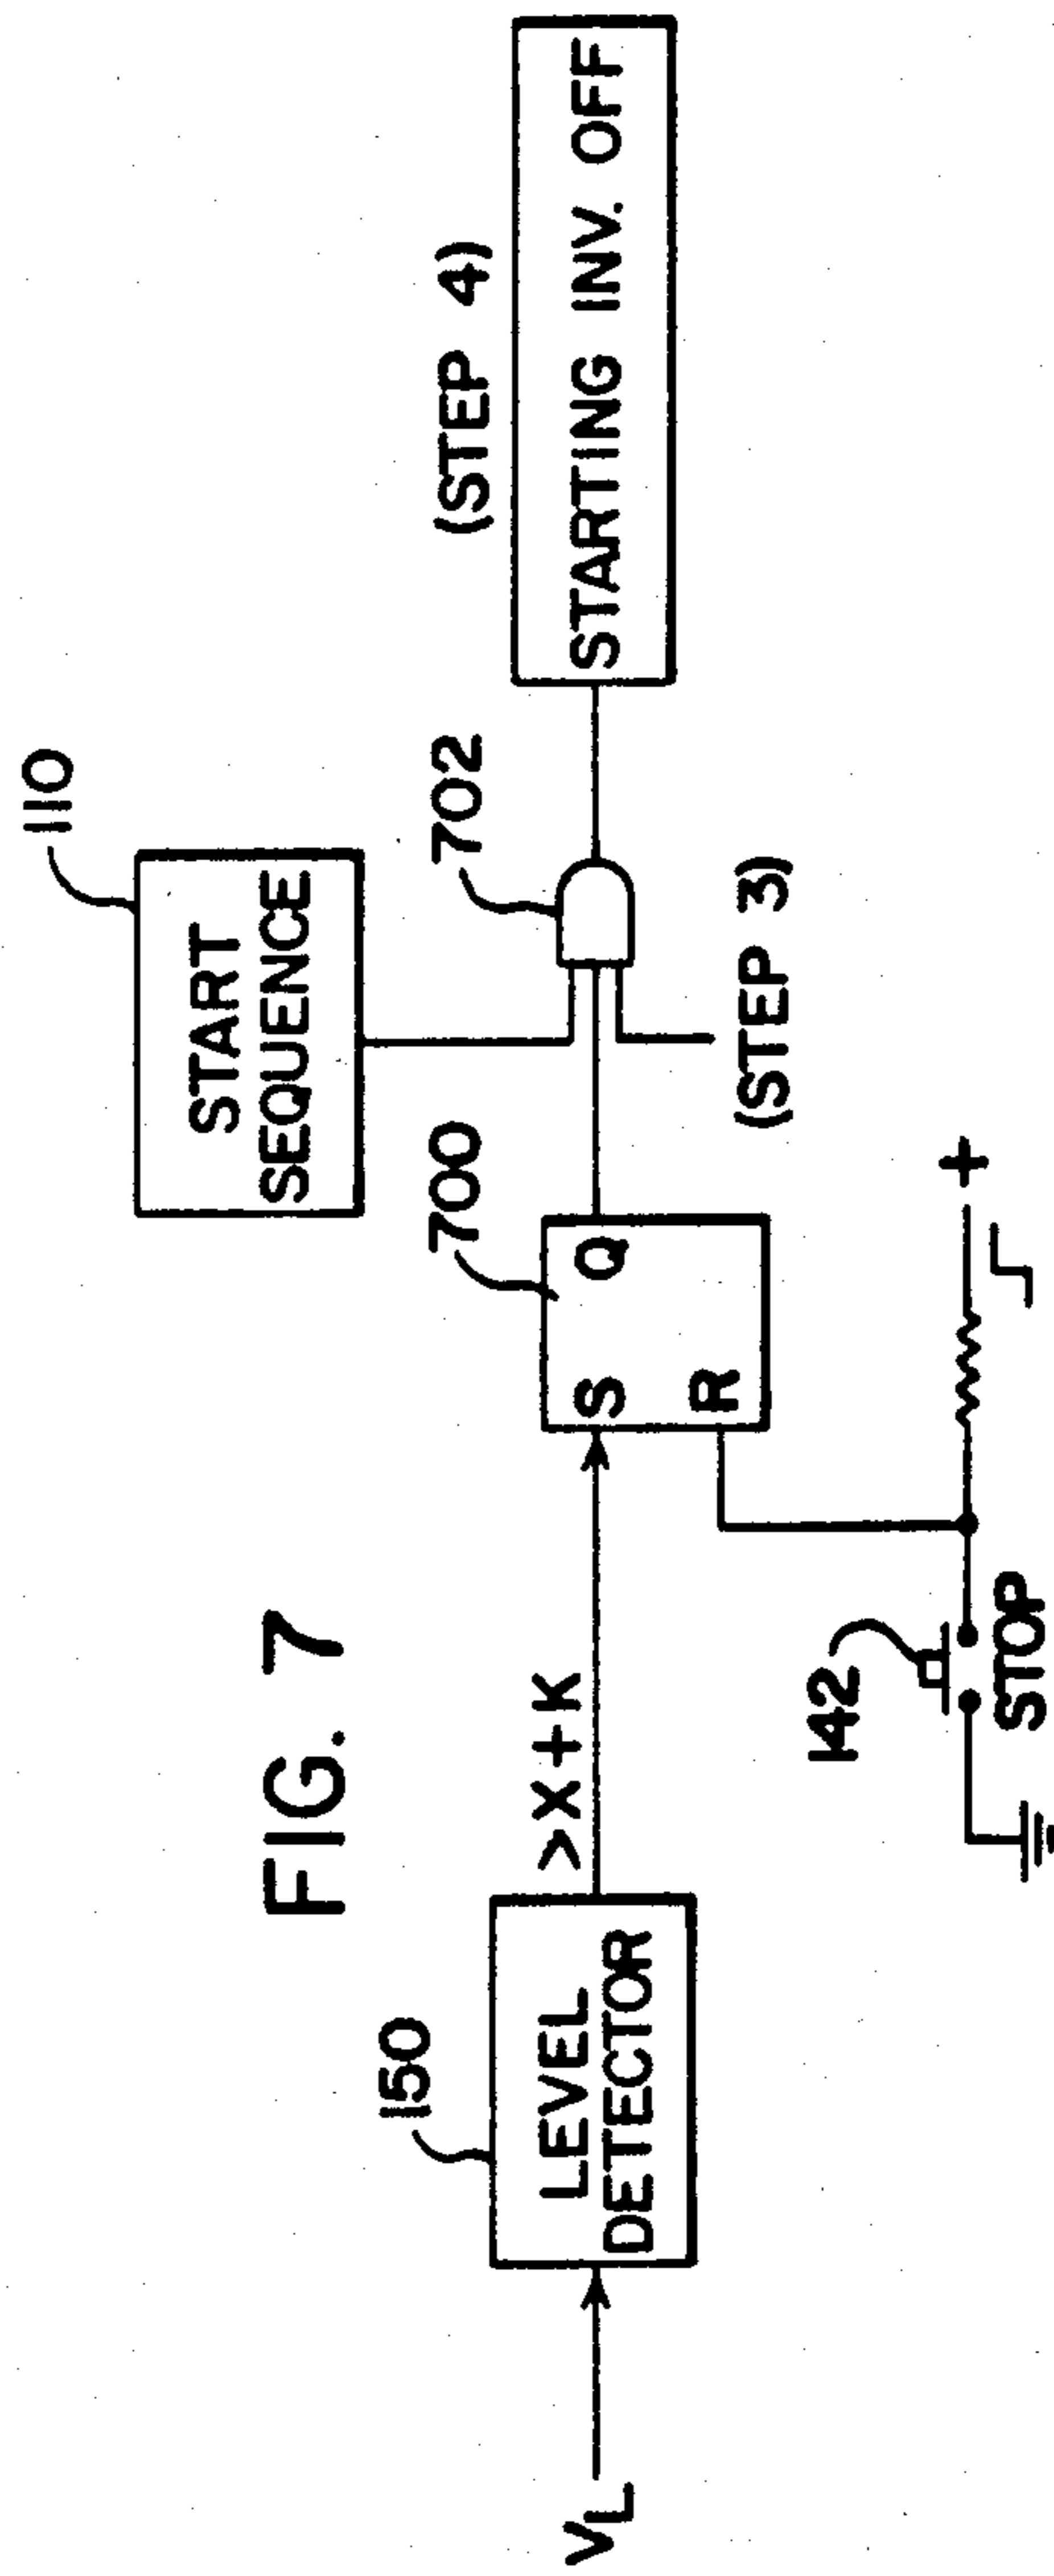 FIG. 7
V_L
150
LEVEL
DETECTOR
>X+K
700
S Q
R
142
STOP
+
110
START
SEQUENCE
702
(STEP 3)
(STEP 4)
STARTING INV. OFF